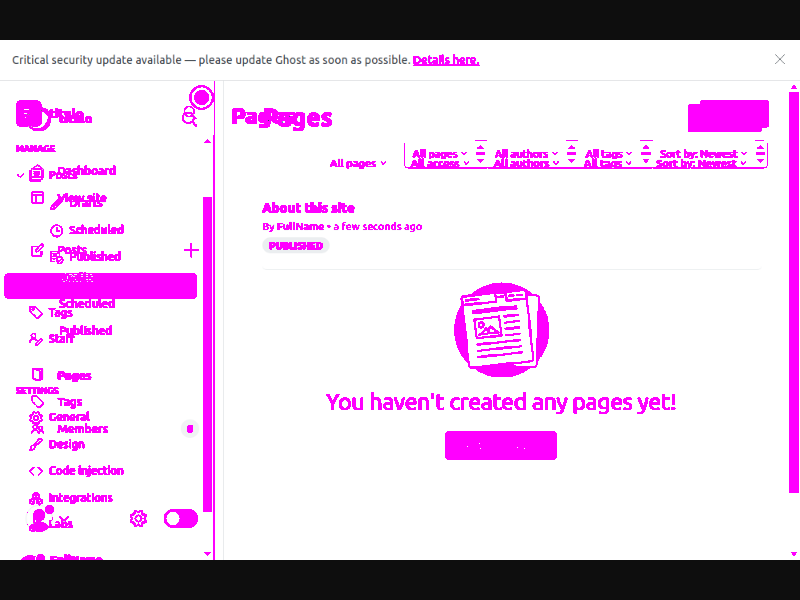 Critical security update available — please update Ghost as soon as possible. Details here.
Pages
Pages
MANAGE
Dashboard
Posts
View site
Drafts
Scheduled
Posts
Published
Scheduled
Tags
Published
Staff
Pages
SETTINGS
Tags
General
Members
Design
Code injection
Integrations
Labs
FullName
All pages
All pages
All authors
All tags
Sort by: Newest
All access
All authors
All tags
Sort by: Newest
About this site
By FullName • a few seconds ago
PUBLISHED
You haven't created any pages yet!